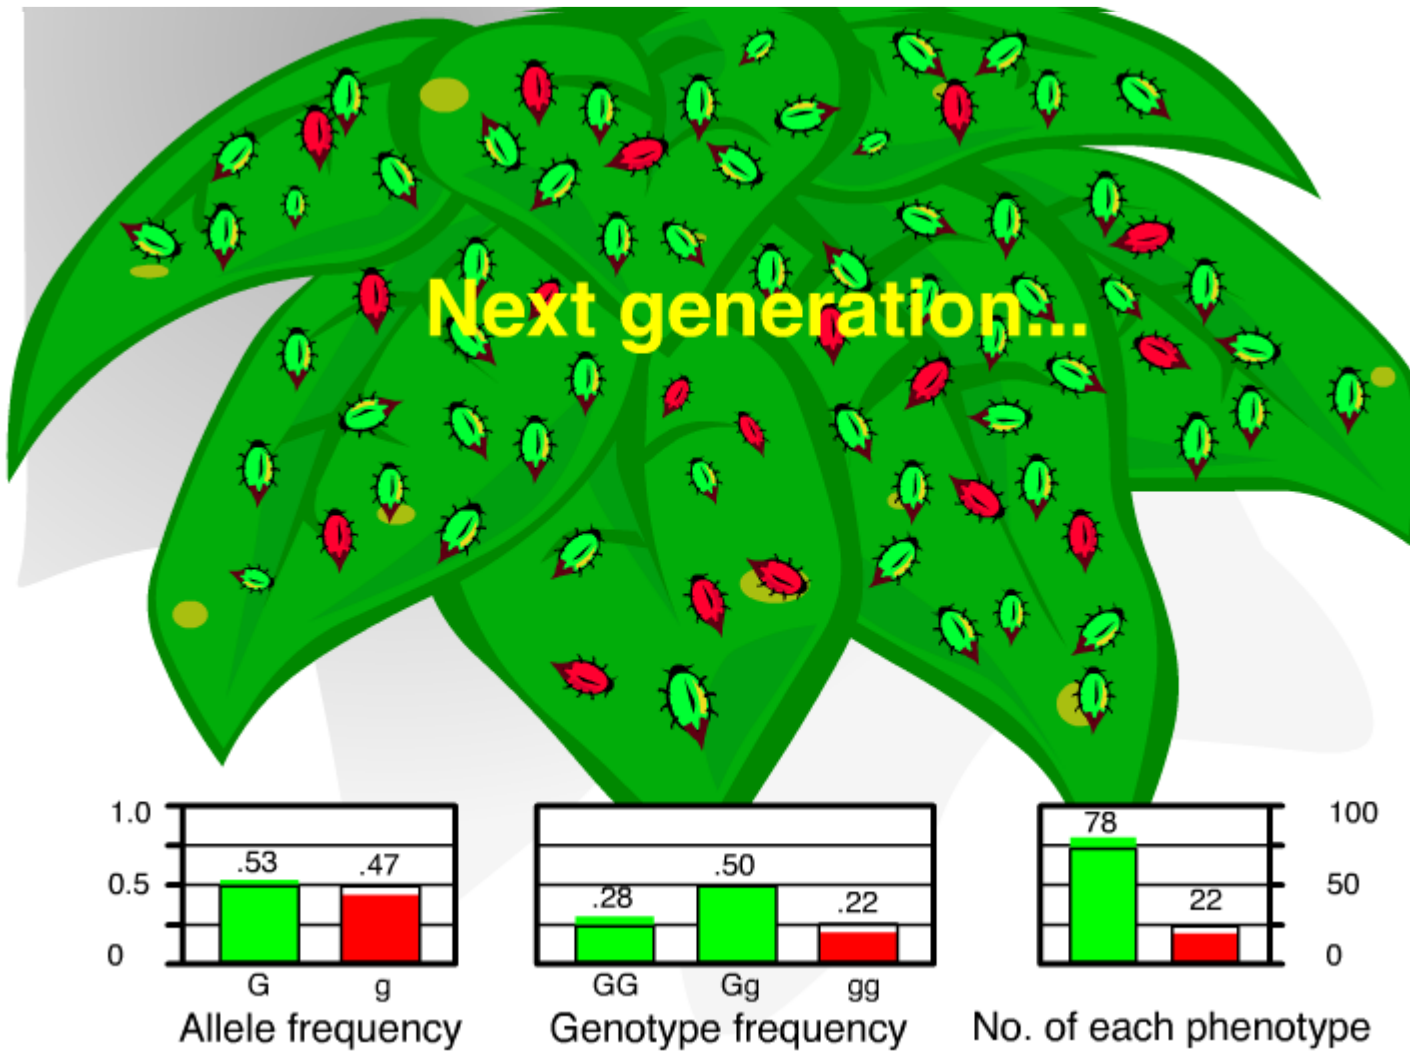 Next generation...
1.0
0.5
0
.53
.47
G
g
Allele frequency
.28
.50
.22
GG
Gg
gg
Genotype frequency
78
22
100
50
0
No. of each phenotype